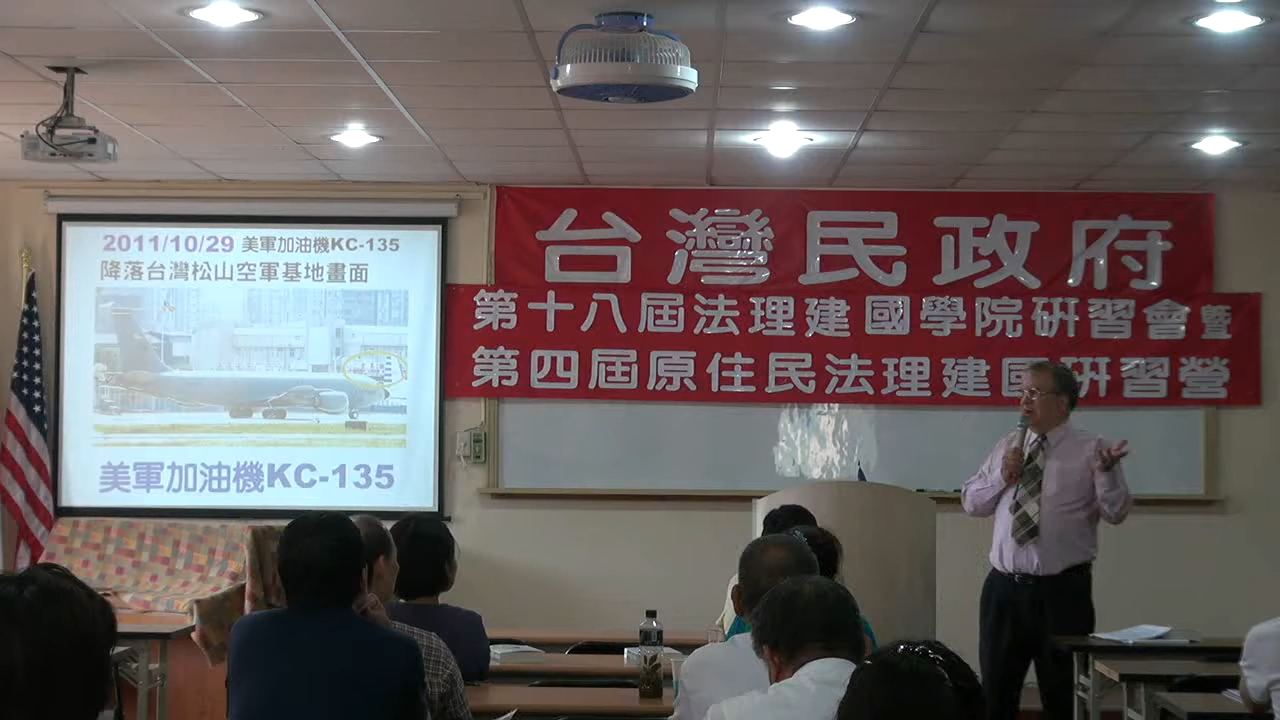 2011/10/29 美軍加油機KC-135
降落台灣松山空軍基地畫面
美軍加油機KC-135
台灣民政府
第十八屆法理建國學院研習會暨
第四屆原住民法理建國研習營